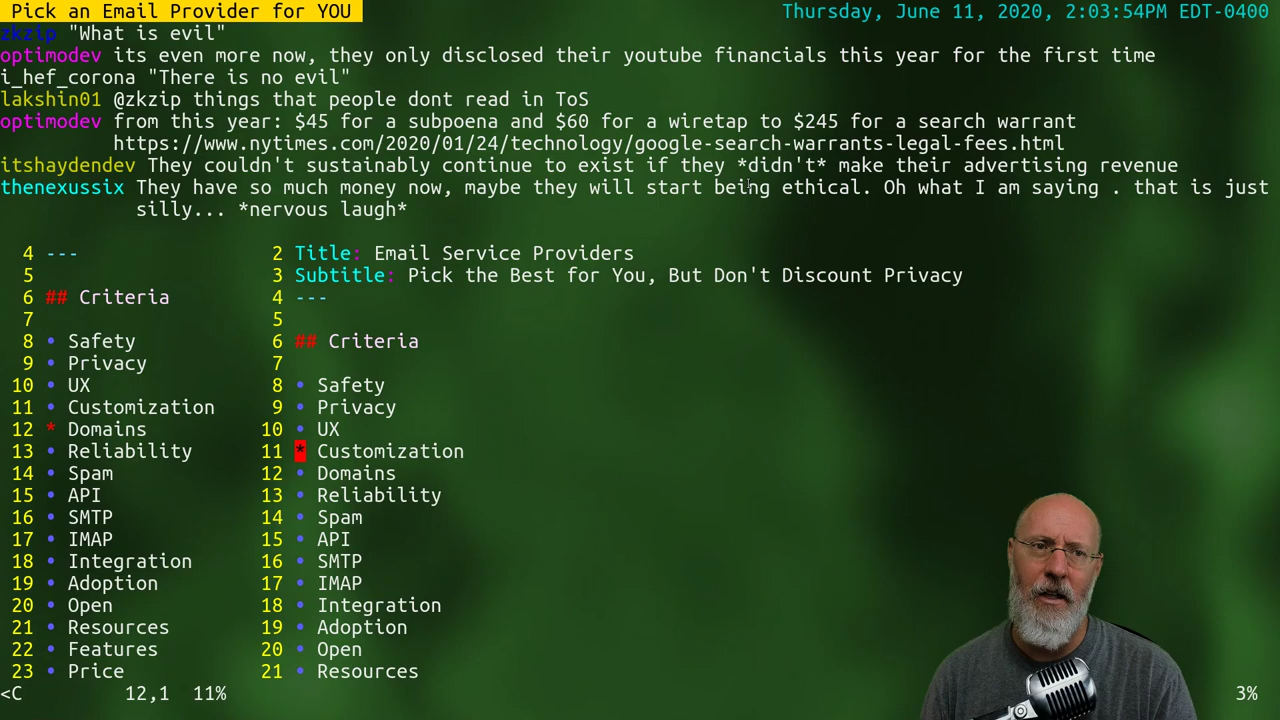 Pick an Email Provider for YOU
Thursday, June 11, 2020, 2:03:54PM EDT-0400
zkzip "What is evil"
optimodev its even more now, they only disclosed their youtube financials this year for the first time
i_hef_corona "There is no evil"
lakshin01 @zkzip things that people dont read in ToS
optimodev from this year: $45 for a subpoena and $60 for a wiretap to $245 for a search warrant
https://www.nytimes.com/2020/01/24/technology/google-search-warrants-legal-fees.html
itshaydendev They couldn't sustainably continue to exist if they *didn't* make their advertising revenue
thenexussix They have so much money now, maybe they will start being ethical. Oh what I am saying . that is just
silly... *nervous laugh*
4 ---
5
6 ## Criteria
7
8 • Safety
9 • Privacy
10 • UX
11 • Customization
12 * Domains
13 • Reliability
14 • Spam
15 • API
16 • SMTP
17 • IMAP
18 • Integration
19 • Adoption
20 • Open
21 • Resources
22 • Features
23 • Price
<C 12,1 11%
2 Title: Email Service Providers
3 Subtitle: Pick the Best for You, But Don't Discount Privacy
4 ---
5
6 ## Criteria
7
8 • Safety
9 • Privacy
10 • UX
11 * Customization
12 • Domains
13 • Reliability
14 • Spam
15 • API
16 • SMTP
17 • IMAP
18 • Integration
19 • Adoption
20 • Open
21 • Resources
3%